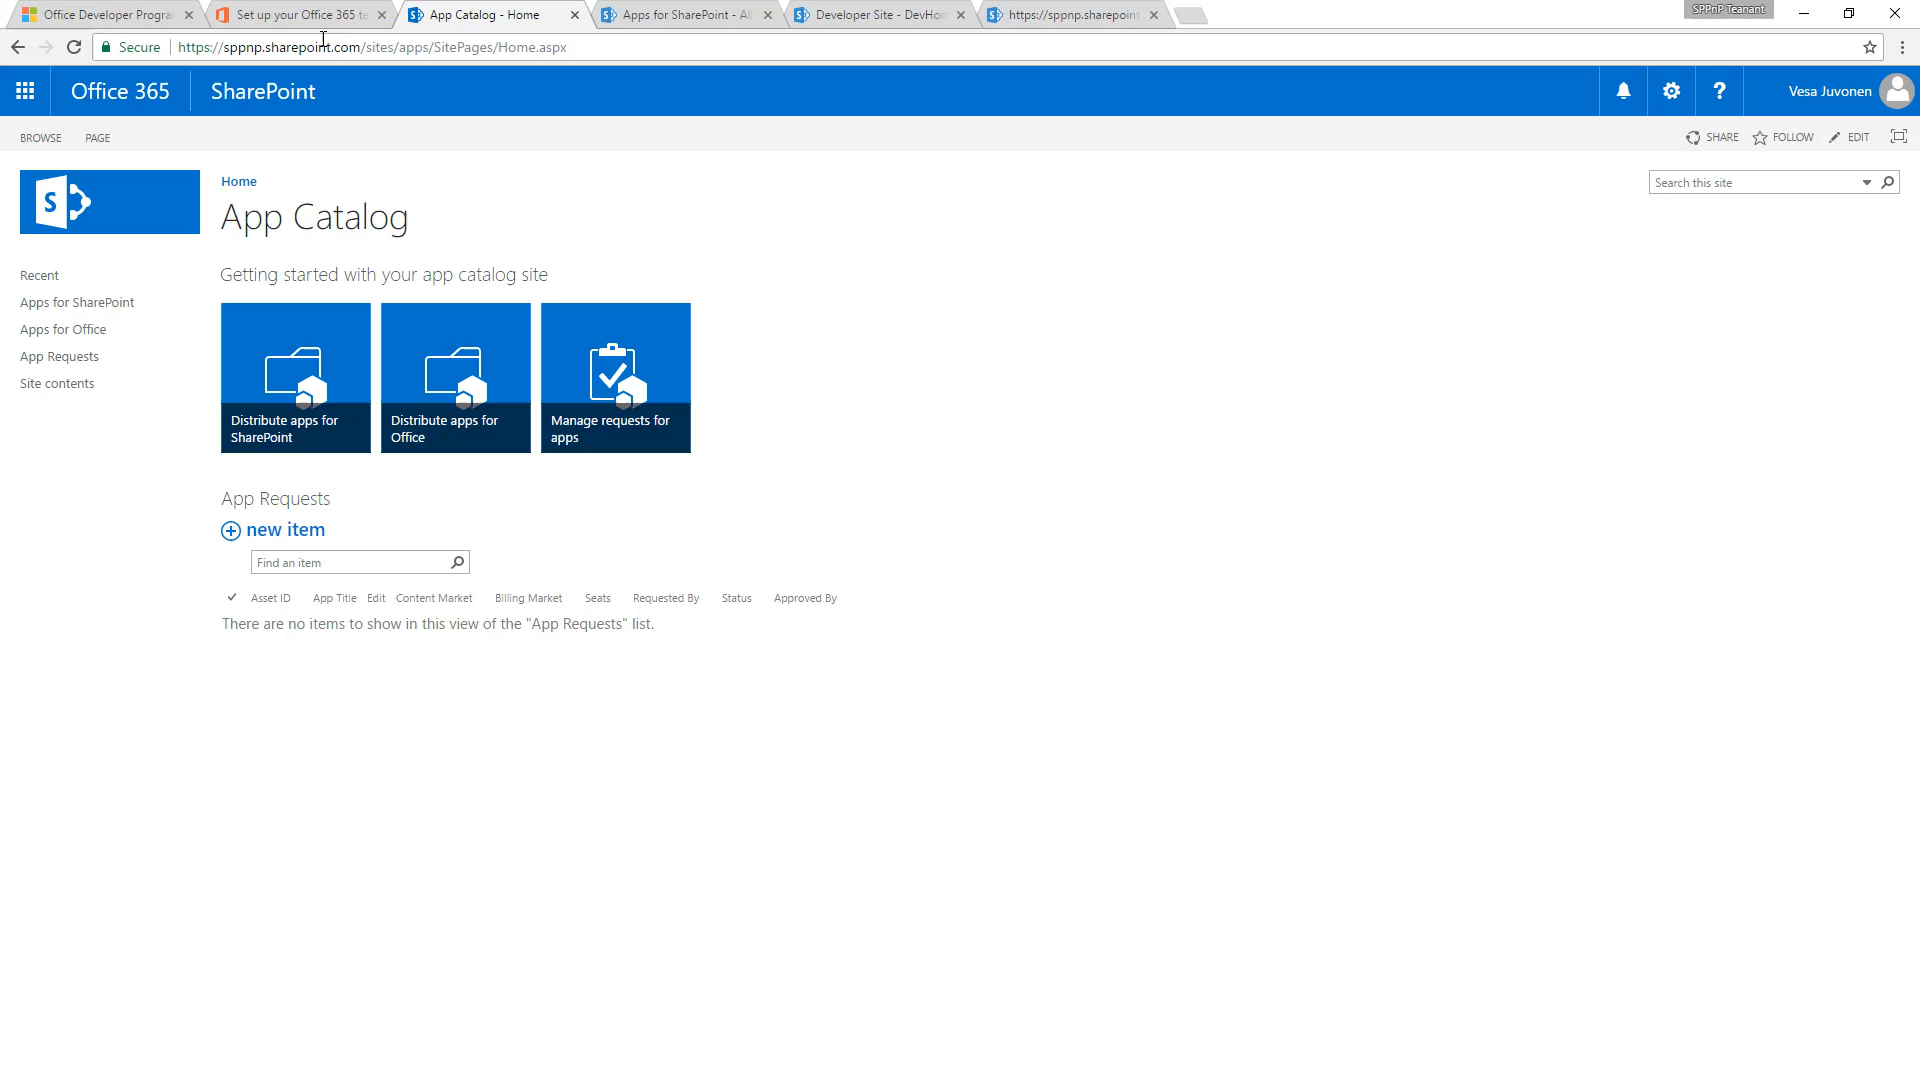 Office Developer Progra
Set up your Office 365 te
App Catalog - Home
Apps for SharePoint - Al
Developer Site - DevHom
https://sppnp.sharepoint
SPPnP Teanant
Secure
https://sppnp.sharepoint.com/sites/apps/SitePages/Home.aspx
Office 365
SharePoint
?
Vesa Juvonen
BROWSE
PAGE
SHARE
FOLLOW
EDIT
S
Home
App Catalog
Search this site
Recent
Apps for SharePoint
Apps for Office
App Requests
Site contents
Getting started with your app catalog site
Distribute apps for
SharePoint
Distribute apps for
Office
Manage requests for
apps
App Requests
new item
Find an item
Asset ID
App Title
Edit
Content Market
Billing Market
Seats
Requested By
Status
Approved By
There are no items to show in this view of the "App Requests" list.